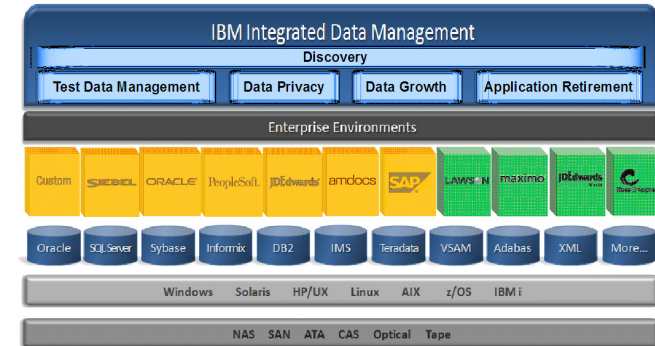 IBM Integrated Data Management
Discovery
Test Data Management Data Privacy Data Growth Application Retirement
Enterprise Environments
Custom SIEBEL ORACLE PeopleSoft. JDEdwards amdocs SAP LAWSON maximo JDEdwards
Oracle SQL Server Sybase Informix DB2 IMS Teradata VSAM Adabas XML More...
Windows Solaris HP/UX Linux AIX z/OS IBM i
NAS SAN ATA CAS Optical Tape